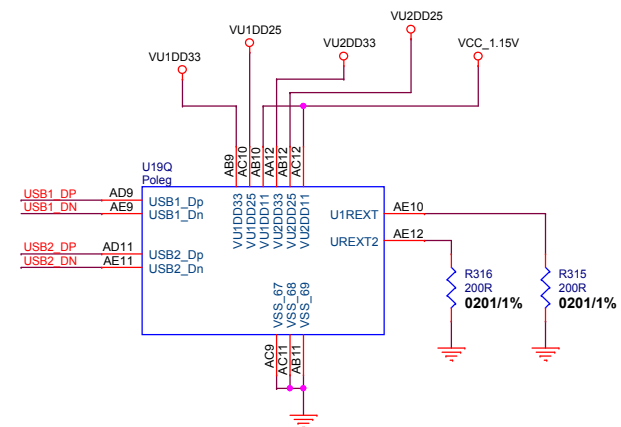 VU2DD25
VU1DD25
VU2DD33
VCC_1.15V
VU1DD33
AB9
AC10
AB10
AA12
AB12
AC12
U19Q
Poleg
USB1_DP
AD9
USB1_Dp
USB1_DN
AE9
USB1_Dn
VU1DD33
VU1DD25
VU1DD11
VU2DD33
VU2DD25
VU2DD11
U1REXT
AE10
UREXT2
AE12
USB2_DP
AD11
USB2_Dp
USB2_DN
AE11
USB2_Dn
VSS_67
VSS_68
VSS_69
R316
200R
0201/1%
R315
200R
0201/1%
AC9
AC11
AB11